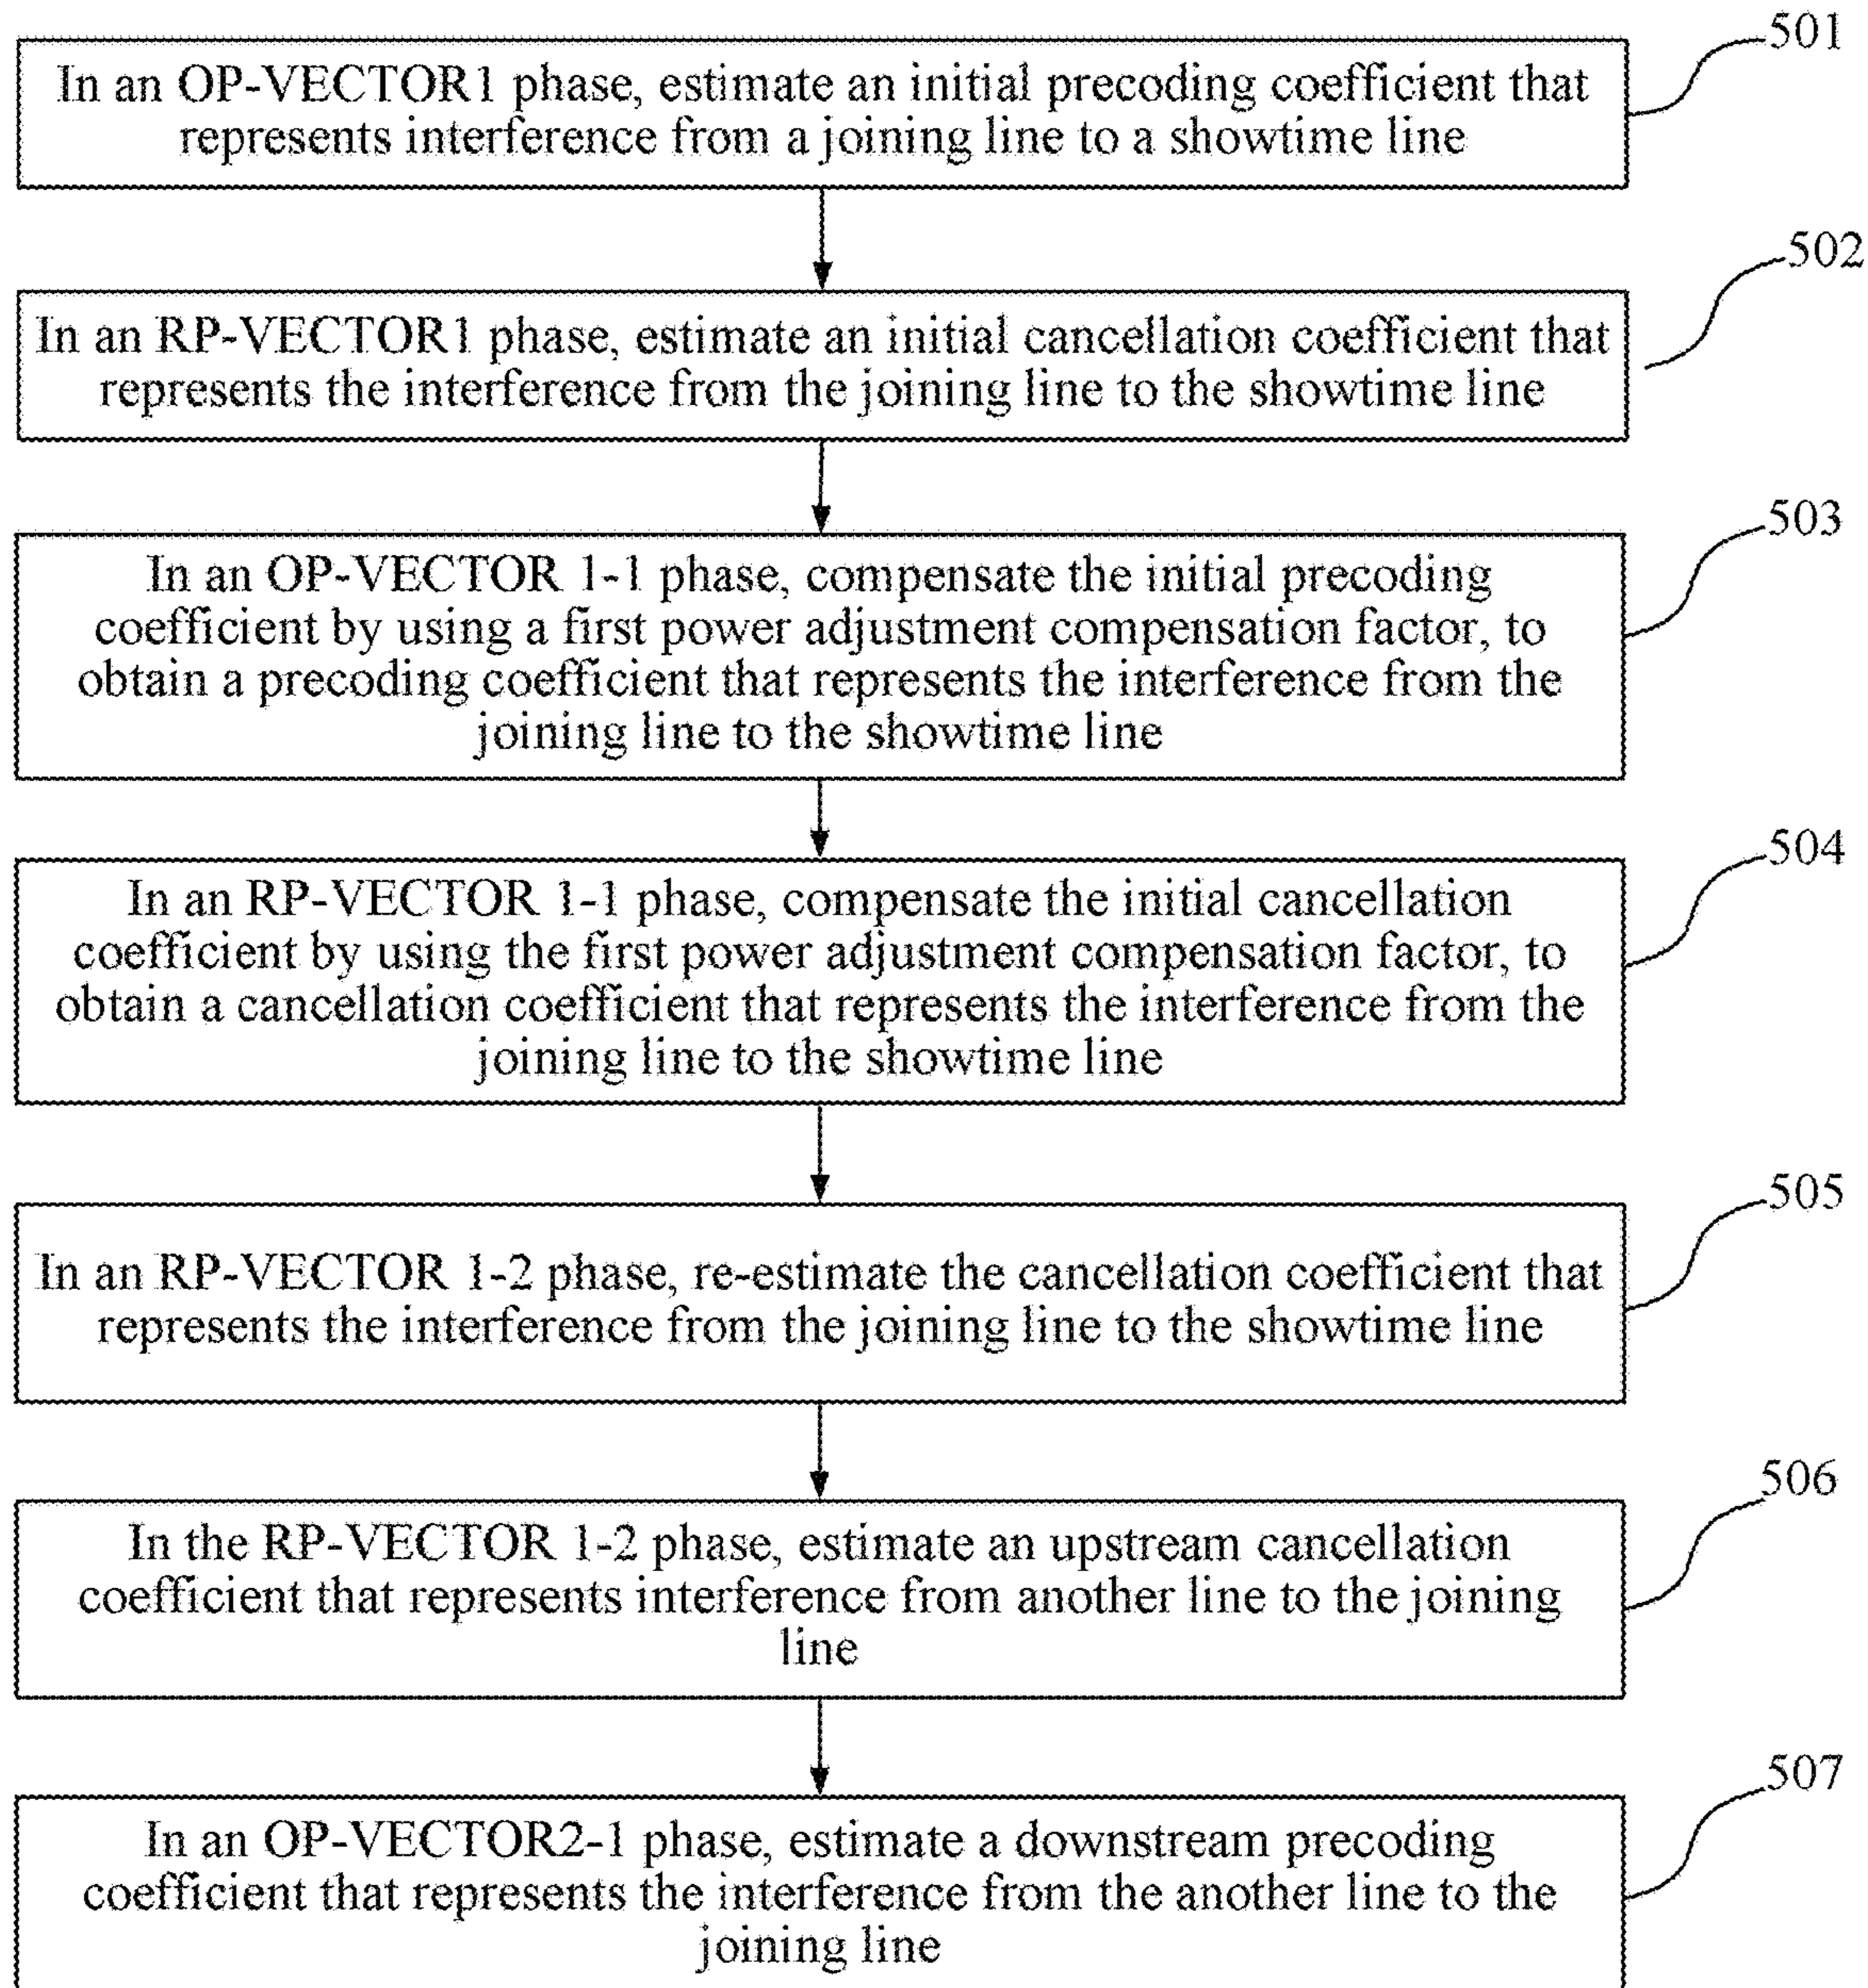 501
In an OP-VECTOR1 phase, estimate an initial precoding coefficient that
represents interference from a joining line to a showtime line
502
In an RP-VECTOR1 phase, estimate an initial cancellation coefficient that
represents the interference from the joining line to the showtime line
503
In an OP-VECTOR 1-1 phase, compensate the initial precoding
coefficient by using a first power adjustment compensation factor, to
obtain a precoding coefficient that represents the interference from the
joining line to the showtime line
504
In an RP-VECTOR 1-1 phase, compensate the initial cancellation
coefficient by using the first power adjustment compensation factor, to
obtain a cancellation coefficient that represents the interference from the
joining line to the showtime line
505
In an RP-VECTOR 1-2 phase, re-estimate the cancellation coefficient that
represents the interference from the joining line to the showtime line
506
In the RP-VECTOR 1-2 phase, estimate an upstream cancellation
coefficient that represents interference from another line to the joining
line
507
In an OP-VECTOR2-1 phase, estimate a downstream precoding
coefficient that represents the interference from the another line to the
joining line